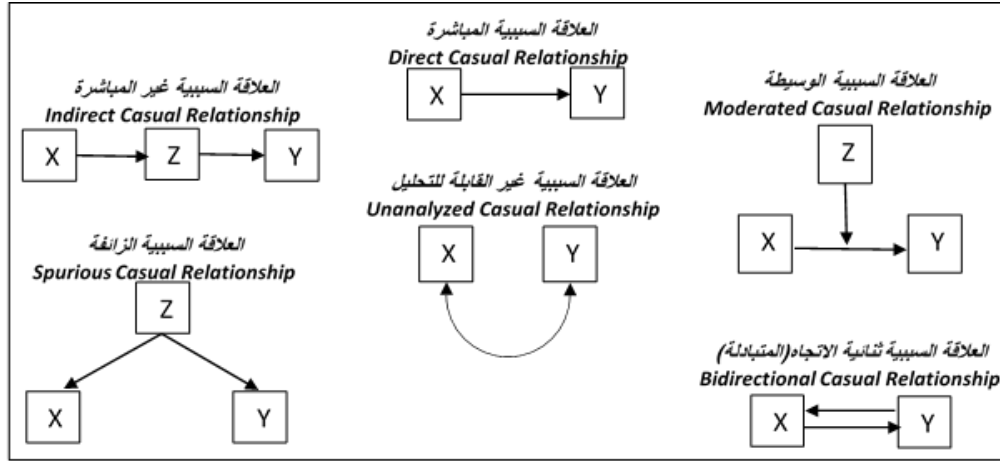 العلاقة السببية المباشرة
Direct Casual Relationship
X Y
العلاقة السببية غير المباشرة
Indirect Casual Relationship
X Z Y
العلاقة السببية الوسيطة
Moderated Casual Relationship
Z
X Y
العلاقة السببية غير القابلة للتحليل
Unanalyzed Casual Relationship
X Y
العلاقة السببية الزائفة
Spurious Casual Relationship
Z
X Y
العلاقة السببية ثنائية الاتجاه(المتبادلة)
Bidirectional Casual Relationship
X Y